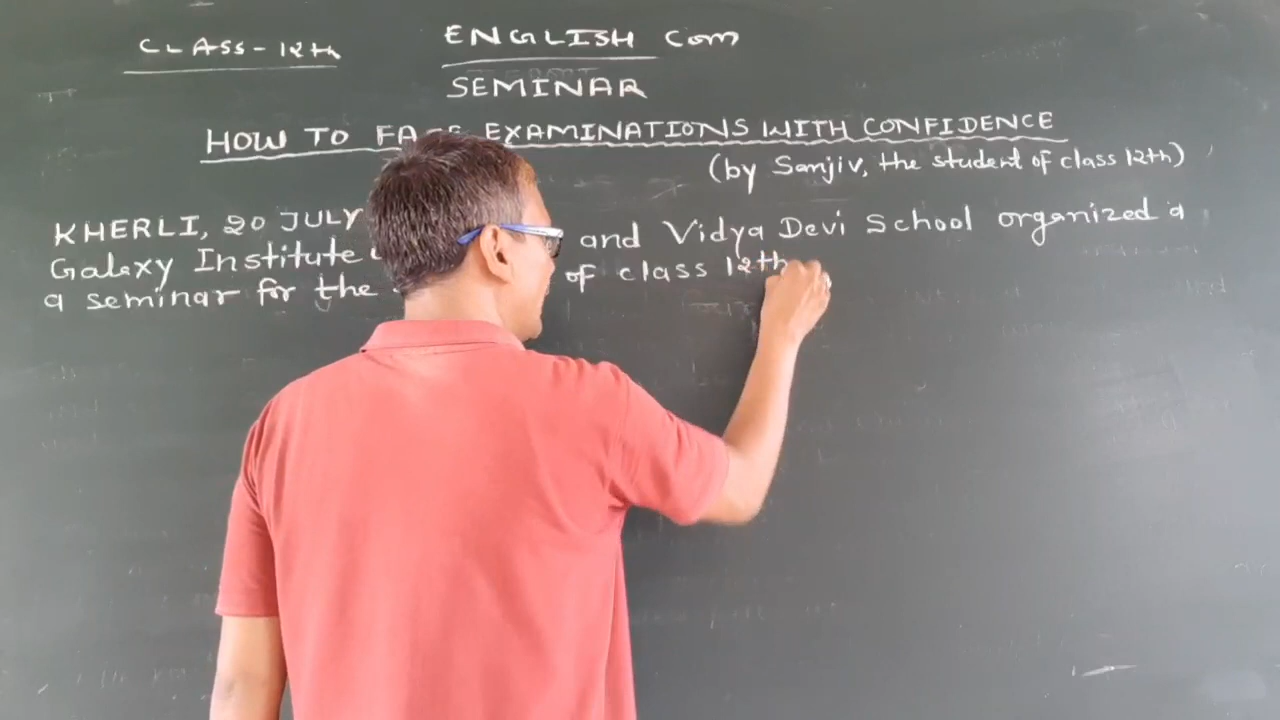 CLASS-12th
ENGLISH Com
SEMINAR
HOW TO FA EXAMINATIONS WITH CONFIDENCE
(by Sanjiv, the student of class 12th)
KHERLI, 20 JULY and Vidya Devi School organized a
Galaxy Institute of class 12th
a seminar for the